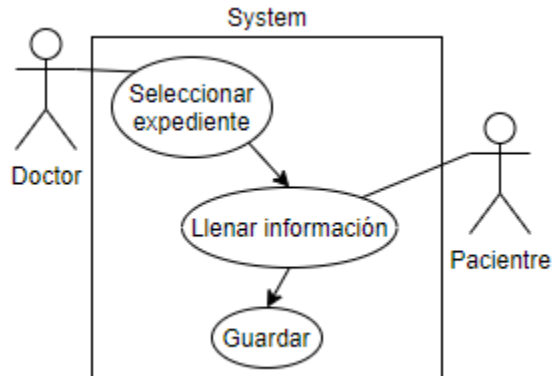 System
Seleccionar
expediente
Doctor
Llenar información
Pacientre
Guardar